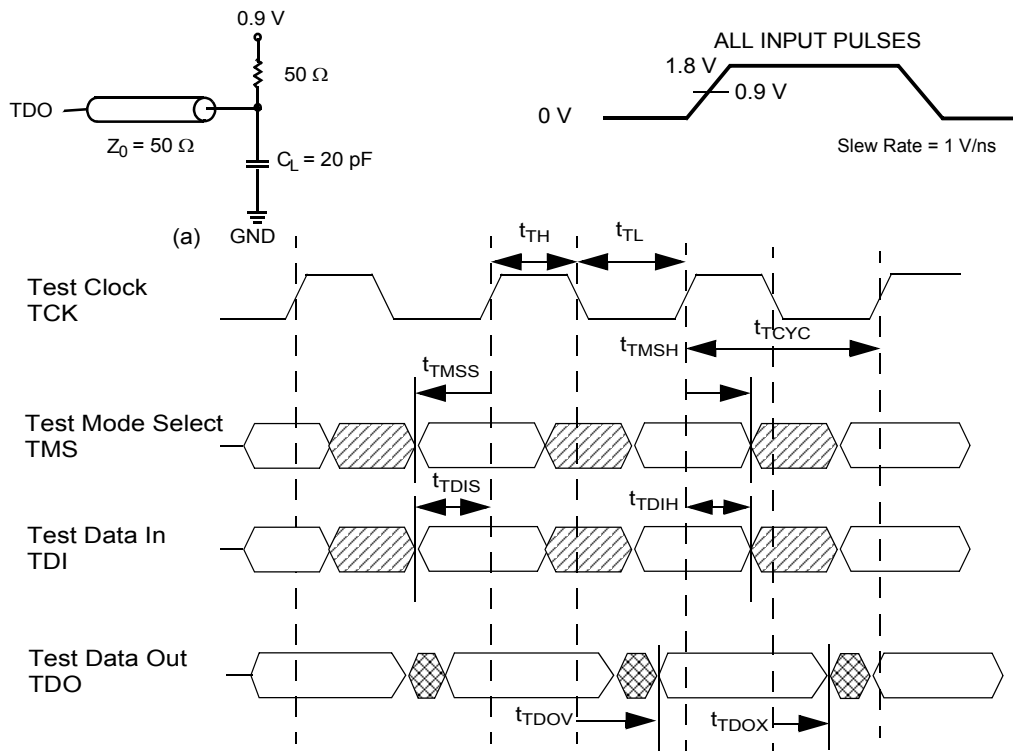 0.9 V
ALL INPUT PULSES
50 Ω
1.8 V
0.9 V
TDO
0 V
Z0 = 50 Ω
CL = 20 pF
Slew Rate = 1 V/ns
(a)
GND
tTH
tTL
Test Clock
TCK
tTMSH
tTCYC
tTMSS
Test Mode Select
TMS
tTDIS
tTDIH
Test Data In
TDI
Test Data Out
TDO
tTDOV
tTDOX